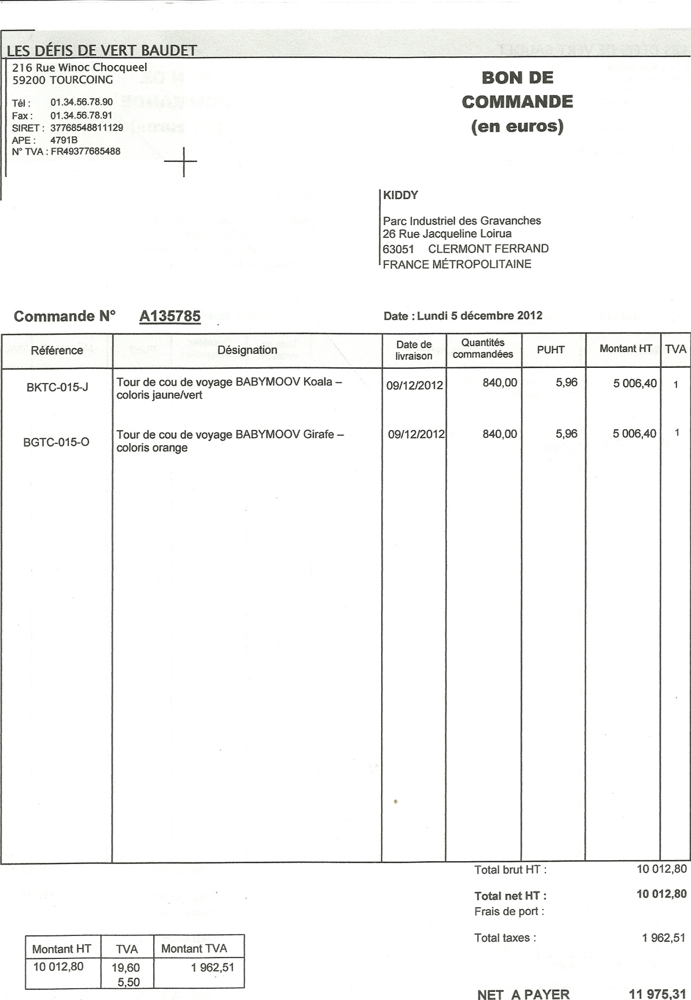 LES DÉFIS DE VERT BAUDET
216 Rue Winoc Chocqueel
59200 TOURCOING
Tél : 01.34.56.78.90
Fax : 01.34.56.78.91
SIRET : 37768548811129
APE : 4791B
N° TVA : FR49377685488
BON DE
COMMANDE
(en euros)
KIDDY
Parc Industriel des Gravanches
26 Rue Jacqueline Loirua
63051 CLERMONT FERRAND
FRANCE MÉTROPOLITAINE
Commande N° A135785 Date : Lundi 5 décembre 2012
Référence Désignation Date de livraison Quantités commandées PUHT Montant HT TVA
BKTC-015-J Tour de cou de voyage BABYMOOV Koala – 09/12/2012 840,00 5,96 5 006,40 1
coloris jaune/vert
BGTC-015-O Tour de cou de voyage BABYMOOV Girafe – 09/12/2012 840,00 5,96 5 006,40 1
coloris orange
Total brut HT : 10 012,80
Total net HT : 10 012,80
Frais de port :
Total taxes : 1 962,51
Montant HT TVA Montant TVA
10 012,80 19,60 1 962,51
5,50
NET A PAYER 11 975,31